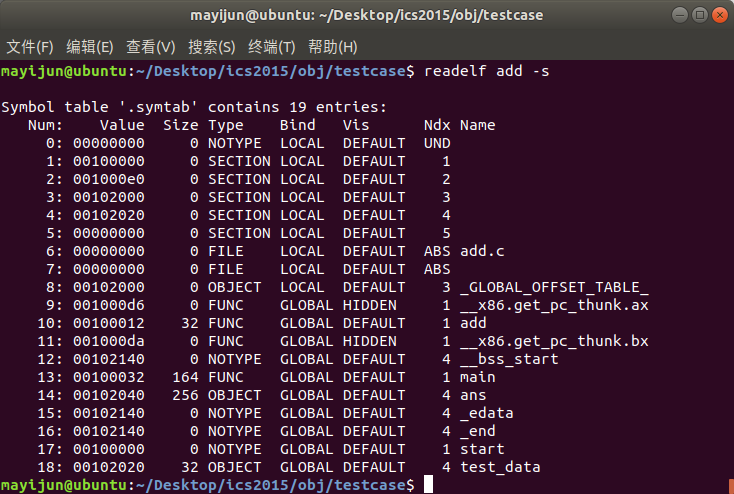 mayijun@ubuntu: ~/Desktop/ics2015/obj/testcase
文件(F) 编辑(E) 查看(V) 搜索(S) 终端(T) 帮助(H)
mayijun@ubuntu:~/Desktop/ics2015/obj/testcase$ readelf add -s
Symbol table '.symtab' contains 19 entries:
   Num:    Value  Size Type    Bind   Vis      Ndx Name
     0: 00000000     0 NOTYPE  LOCAL  DEFAULT  UND
     1: 00100000     0 SECTION LOCAL  DEFAULT    1
     2: 001000e0     0 SECTION LOCAL  DEFAULT    2
     3: 00102000     0 SECTION LOCAL  DEFAULT    3
     4: 00102020     0 SECTION LOCAL  DEFAULT    4
     5: 00000000     0 SECTION LOCAL  DEFAULT    5
     6: 00000000     0 FILE    LOCAL  DEFAULT  ABS add.c
     7: 00000000     0 FILE    LOCAL  DEFAULT  ABS
     8: 00102000     0 OBJECT  LOCAL  DEFAULT    3 _GLOBAL_OFFSET_TABLE_
     9: 001000d6     0 FUNC    GLOBAL HIDDEN     1 __x86.get_pc_thunk.ax
    10: 00100012    32 FUNC    GLOBAL DEFAULT    1 add
    11: 001000da     0 FUNC    GLOBAL HIDDEN     1 __x86.get_pc_thunk.bx
    12: 00102140     0 NOTYPE  GLOBAL DEFAULT    4 __bss_start
    13: 00100032   164 FUNC    GLOBAL DEFAULT    1 main
    14: 00102040   256 OBJECT  GLOBAL DEFAULT    4 ans
    15: 00102140     0 NOTYPE  GLOBAL DEFAULT    4 _edata
    16: 00102140     0 NOTYPE  GLOBAL DEFAULT    4 _end
    17: 00100000     0 NOTYPE  GLOBAL DEFAULT    1 start
    18: 00102020    32 OBJECT  GLOBAL DEFAULT    4 test_data
mayijun@ubuntu:~/Desktop/ics2015/obj/testcase$